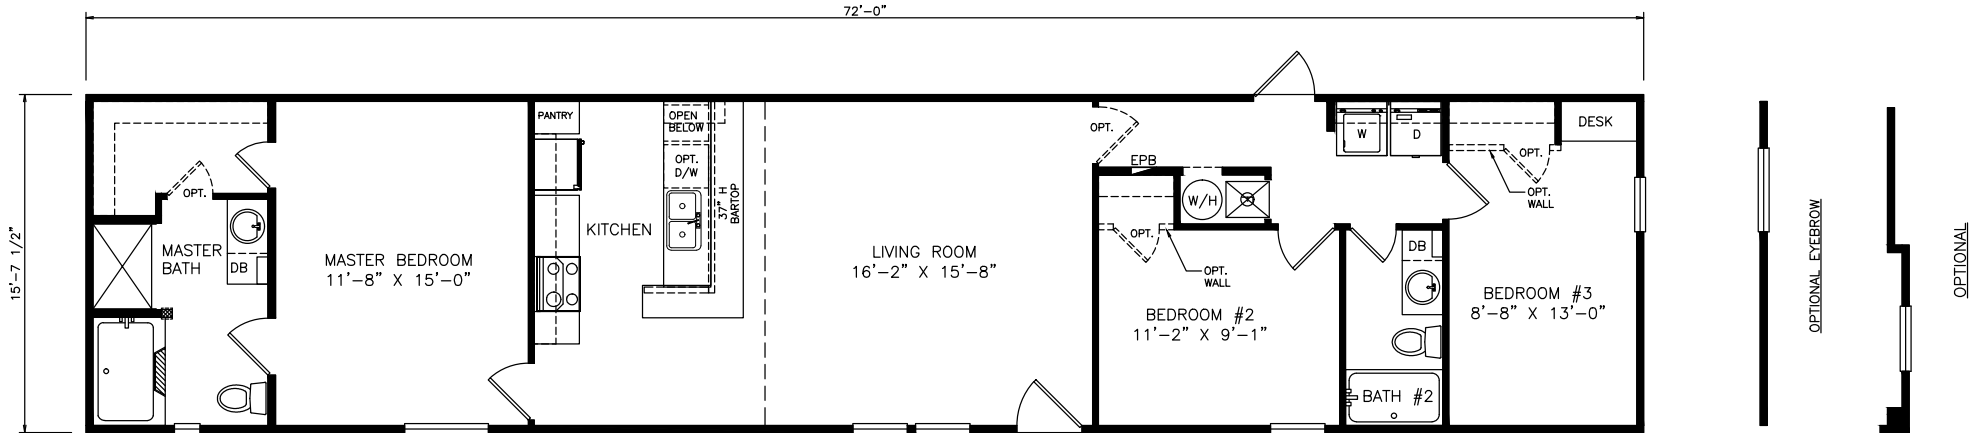 72'-0"
15'-7 1/2"
OPT.
MASTER
BATH
DB
MASTER BEDROOM
11'-8" X 15'-0"
PANTRY
KITCHEN
OPEN
BELOW
OPT.
D/W
37" H
BARTOP
LIVING ROOM
16'-2" X 15'-8"
OPT.
EPB
W/H
OPT.
OPT.
WALL
BEDROOM #2
11'-2" X 9'-1"
W
D
DB
BATH #2
DESK
OPT.
OPT.
WALL
BEDROOM #3
8'-8" X 13'-0"
OPTIONAL EYEBROW
OPTIONAL